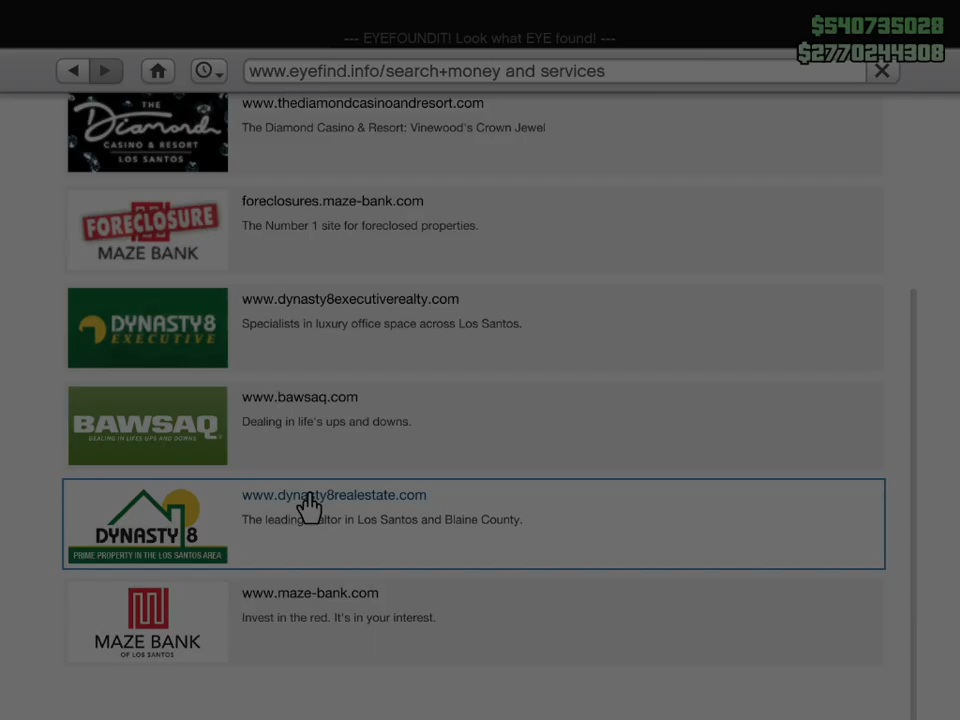 $540735028
--- EYEFOUNDIT! Look what EYE found! ---
$2770244308
www.eyefind.info/search+money and services
THE
Diamond
CASINO & RESORT
LOS SANTOS
www.thediamondcasinoandresort.com
The Diamond Casino & Resort: Vinewood's Crown Jewel
FORECLOSURE
MAZE BANK
foreclosures.maze-bank.com
The Number 1 site for foreclosed properties.
DYNASTY8
EXECUTIVE
www.dynasty8executiverealty.com
Specialists in luxury office space across Los Santos.
BAWSAQ
DEALING IN LIFE'S UPS AND DOWNS
www.bawsaq.com
Dealing in life's ups and downs.
DYNASTY 8
PRIME PROPERTY IN THE LOS SANTOS AREA
www.dynasty8realestate.com
The leading realtor in Los Santos and Blaine County.
MAZE BANK
OF LOS SANTOS
www.maze-bank.com
Invest in the red. It's in your interest.